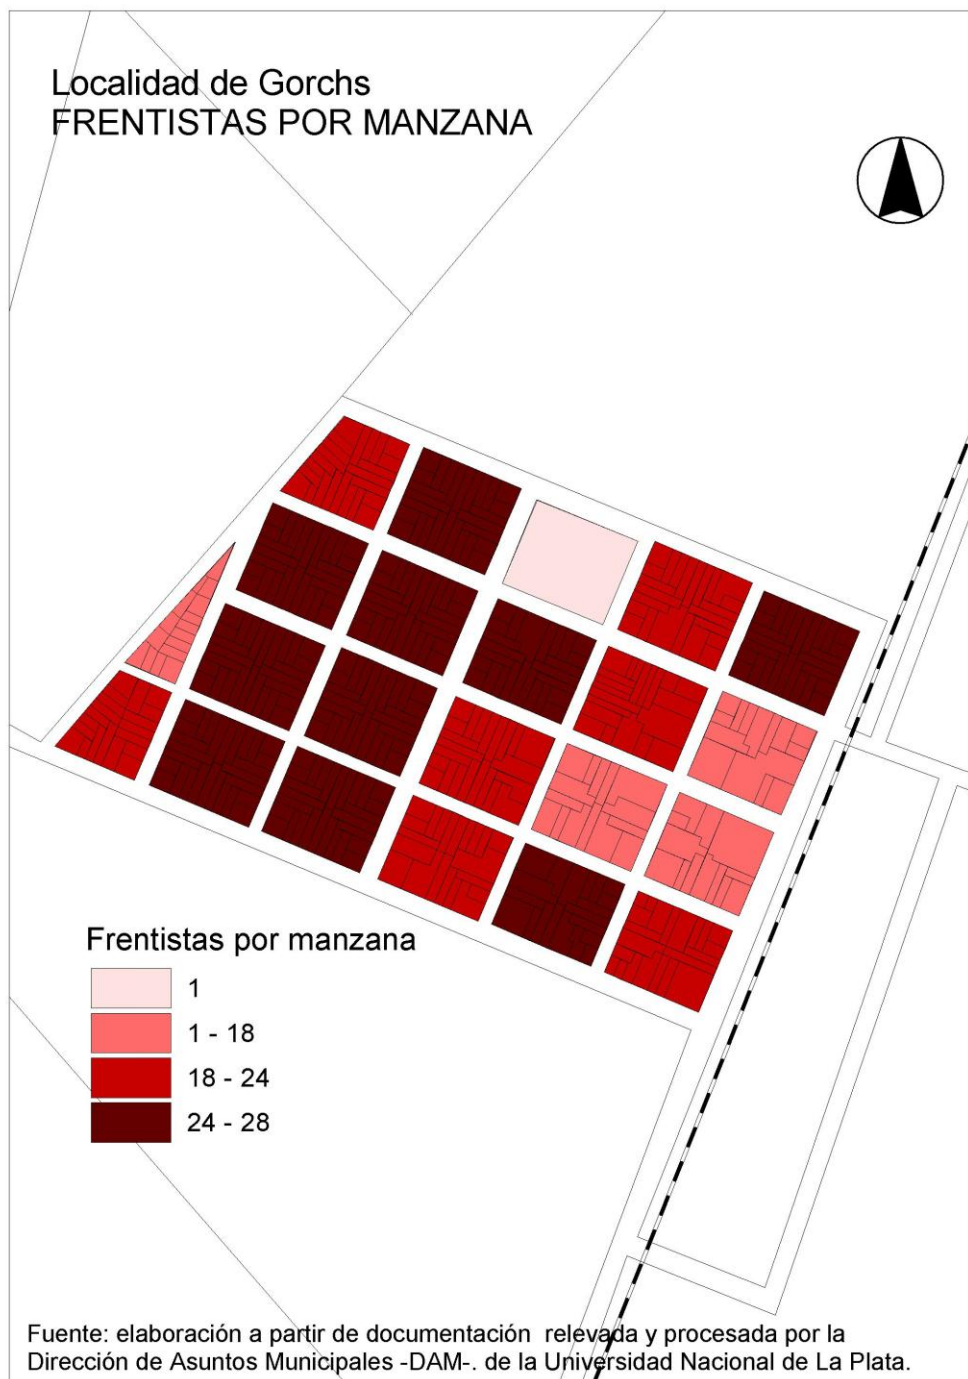 Localidad de Gorchs
FRENTISTAS POR MANZANA
Frentistas por manzana
1
1 - 18
18 - 24
24 - 28
Fuente: elaboración a partir de documentación relevada y procesada por la
Dirección de Asuntos Municipales -DAM-. de la Universidad Nacional de La Plata.